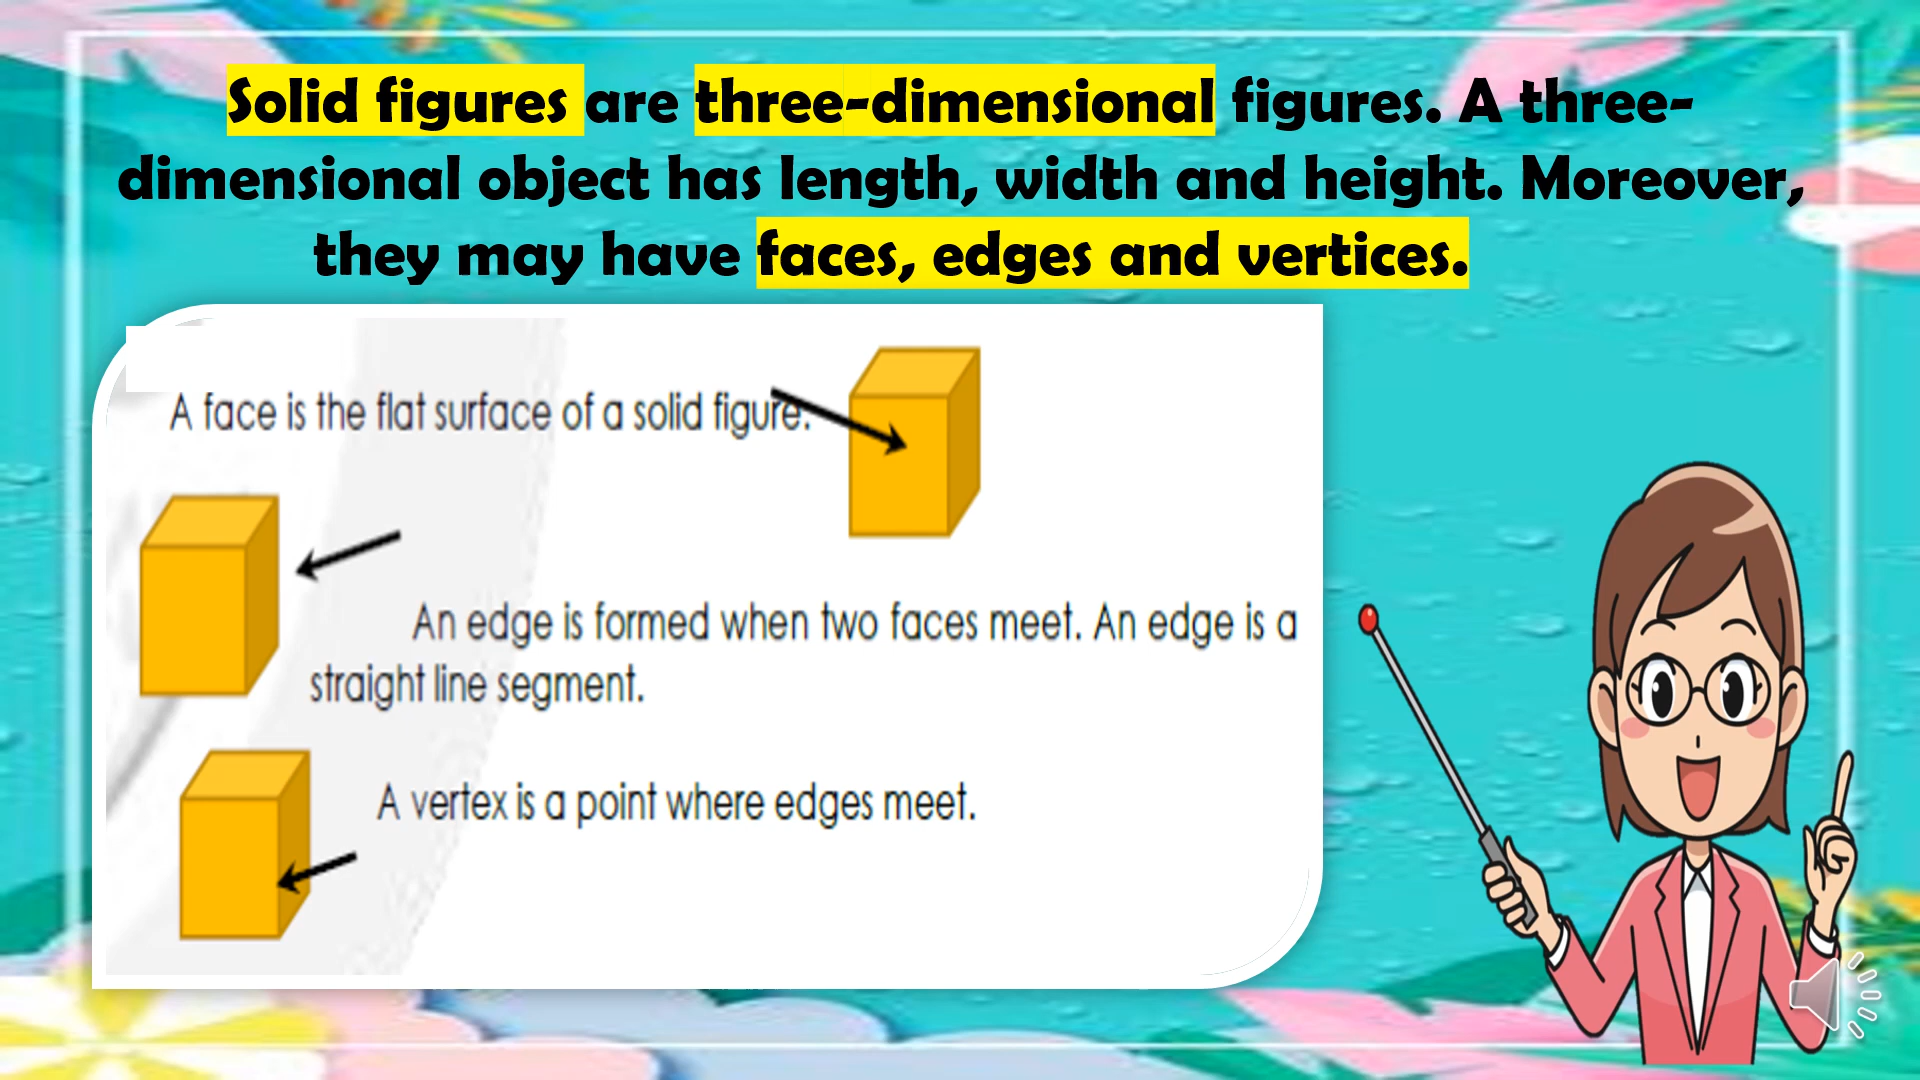 Solid figures are three-dimensional figures. A three-
dimensional object has length, width and height. Moreover,
they may have faces, edges and vertices.
A face is the flat surface of a solid figure.
An edge is formed when two faces meet. An edge is a
straight line segment.
A vertex is a point where edges meet.